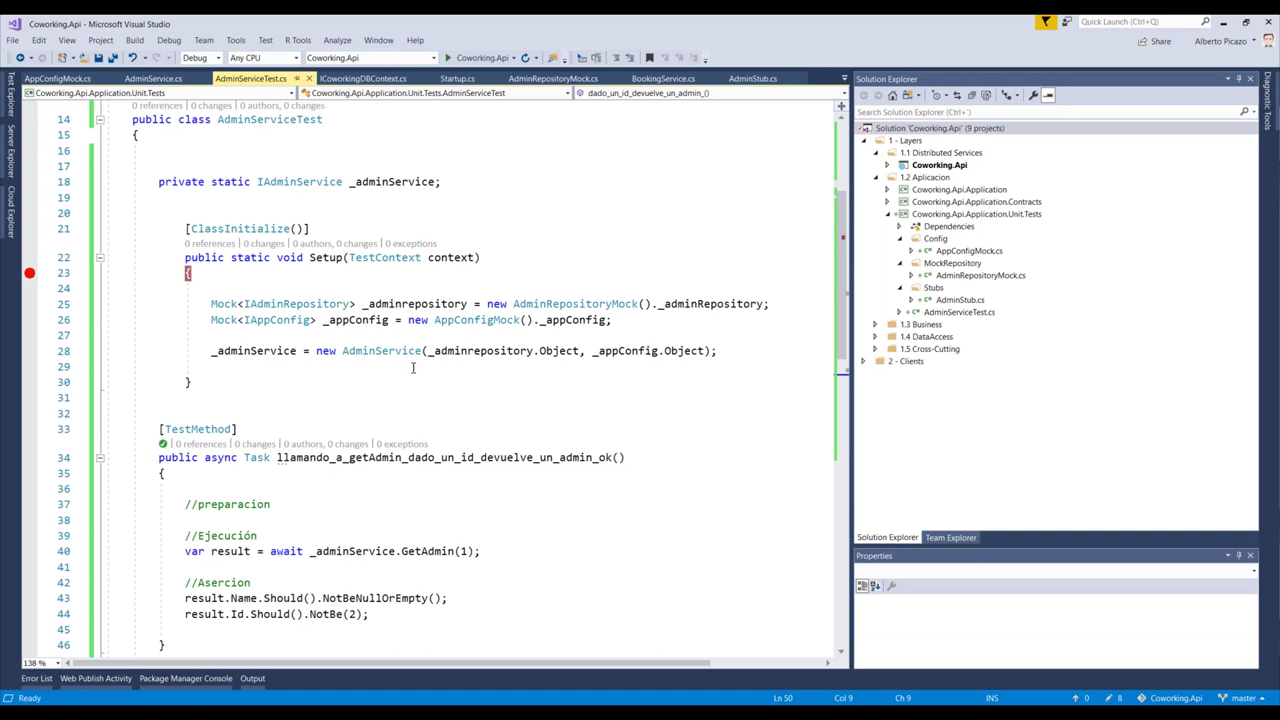 Coworking.Api - Microsoft Visual Studio
Quick Launch (Ctrl+Q)
File Edit View Project Build Debug Team Tools Test R Tools Analyze Window Help
Share Alberto Picazo
Debug Any CPU Coworking.Api Coworking.Api
AppConfigMock.cs AdminService.cs AdminServiceTest.cs ICoworkingDBContext.cs Startup.cs AdminRepositoryMock.cs BookingService.cs AdminStub.cs
Coworking.Api.Application.Unit.Tests Coworking.Api.Application.Unit.Tests.AdminServiceTest dado_un_id_devuelve_un_admin_()
Test Explorer
Server Explorer
Cloud Explorer
0 references | 0 changes | 0 authors, 0 changes
14 public class AdminServiceTest
15 {
16
17
18 private static IAdminService _adminService;
19
20
21 [ClassInitialize()]
0 references | 0 changes | 0 authors, 0 changes | 0 exceptions
22 public static void Setup(TestContext context)
23 {
24
25 Mock<IAdminRepository> _adminrepository = new AdminRepositoryMock()._adminRepository;
26 Mock<IAppConfig> _appConfig = new AppConfigMock()._appConfig;
27
28 _adminService = new AdminService(_adminrepository.Object, _appConfig.Object);
29
30 }
31
32
33 [TestMethod]
0 references | 0 changes | 0 authors, 0 changes | 0 exceptions
34 public async Task llamando_a_getAdmin_dado_un_id_devuelve_un_admin_ok()
35 {
36
37 //preparacion
38
39 //Ejecución
40 var result = await _adminService.GetAdmin(1);
41
42 //Asercion
43 result.Name.Should().NotBeNullOrEmpty();
44 result.Id.Should().NotBe(2);
45
46 }
138 %
Solution Explorer
Search Solution Explorer (Ctrl+;)
Solution 'Coworking.Api' (9 projects)
1 - Layers
1.1 Distributed Services
Coworking.Api
1.2 Aplicacion
Coworking.Api.Application
Coworking.Api.Application.Contracts
Coworking.Api.Application.Unit.Tests
Dependencies
Config
AppConfigMock.cs
MockRepository
AdminRepositoryMock.cs
Stubs
AdminStub.cs
AdminServiceTest.cs
1.3 Business
1.4 DataAccess
1.5 Cross-Cutting
2 - Clients
Solution Explorer Team Explorer
Properties
Diagnostic Tools
Error List Web Publish Activity Package Manager Console Output
Ready Ln 50 Col 9 Ch 9 INS 0 8 Coworking.Api master